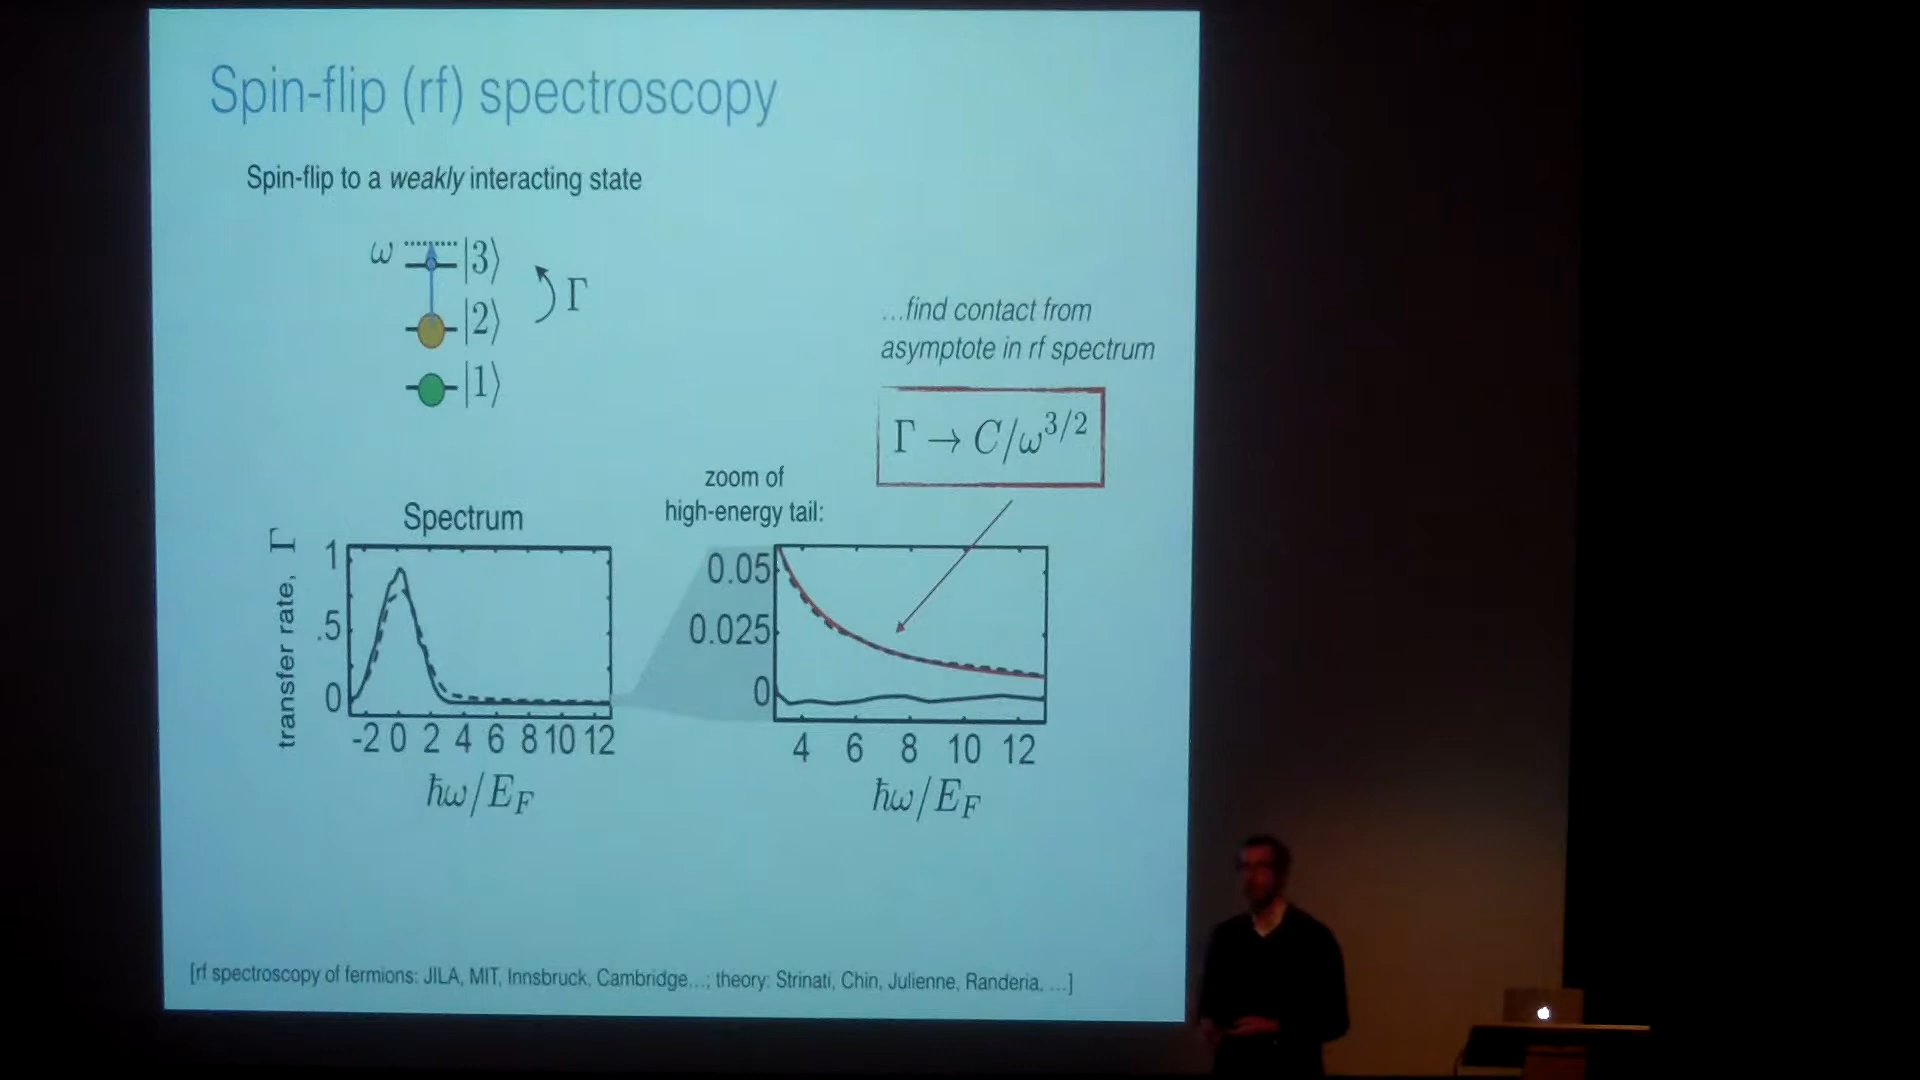 Spin-flip (rf) spectroscopy
Spin-flip to a weakly interacting state
ω |3⟩
Γ
|2⟩
|1⟩
...find contact from
asymptote in rf spectrum
Γ → C/ω^{3/2}
zoom of
high-energy tail:
Spectrum
transfer rate, Γ
1
.5
0
-2 0 2 4 6 8 10 12
ħω/E_F
0.05
0.025
0
4 6 8 10 12
ħω/E_F
[rf spectroscopy of fermions: JILA, MIT, Innsbruck, Cambridge...; theory: Strinati, Chin, Julienne, Randeria, ...]